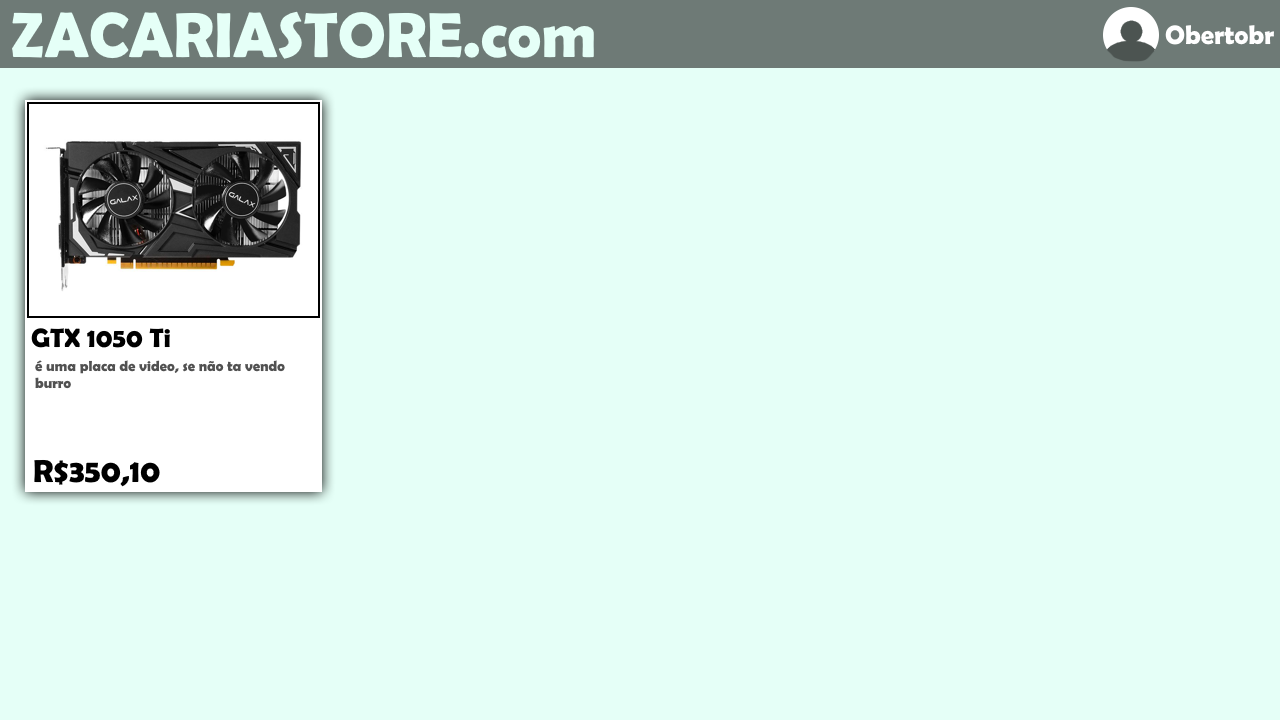 ZACARIASTORE.com
Obertobr
GALAX
GALAX
GTX 1050 Ti
é uma placa de video, se não ta vendo
burro
R$350,10